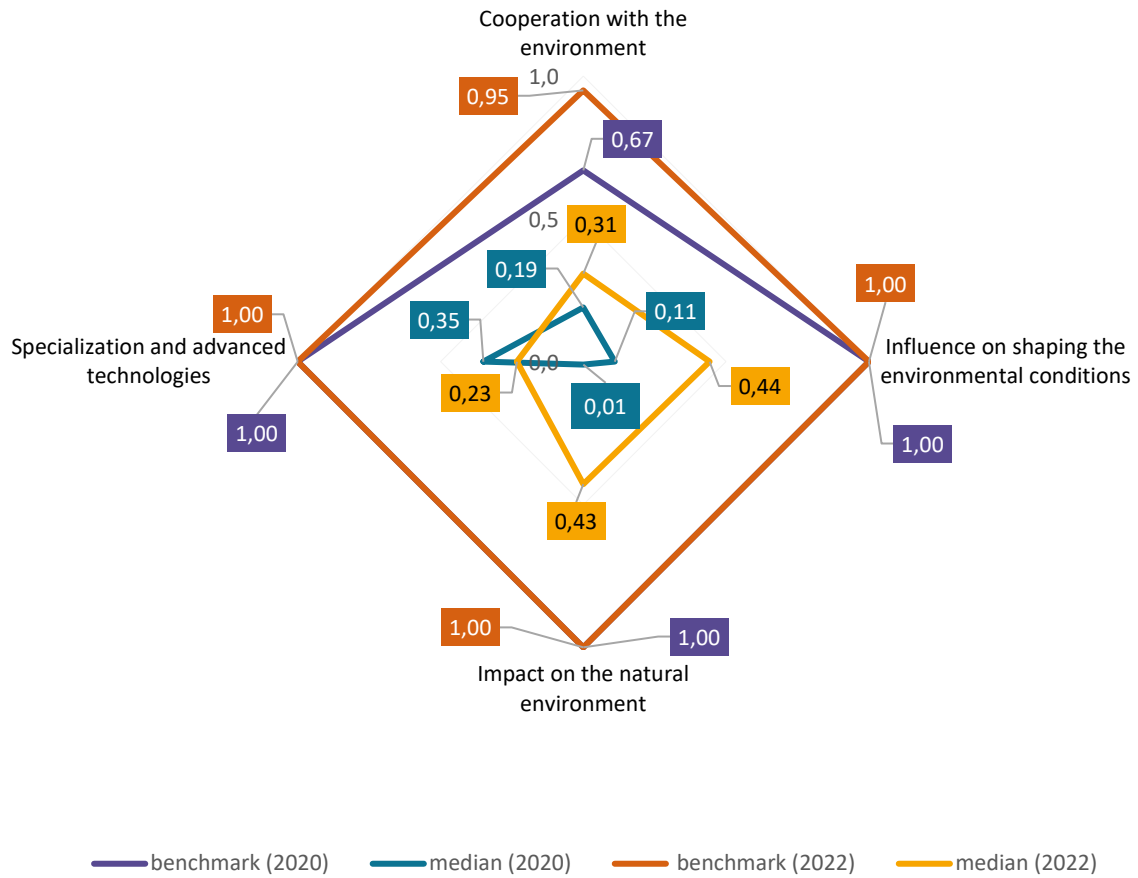 Cooperation with the
environment
1,0
0,95
0,67
0,5
0,31
0,19
0,11
1,00
1,00
0,35
Specialization and advanced
technologies
0,0
Influence on shaping the
environmental conditions
0,23
0,44
0,01
1,00
1,00
0,43
1,00
1,00
Impact on the natural
environment
benchmark (2020)
median (2020)
benchmark (2022)
median (2022)